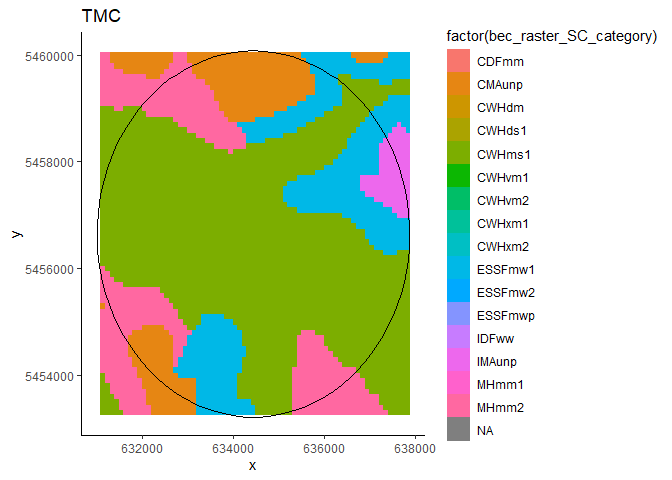 TMC
factor(bec_raster_SC_category)
CDFmm
CMAunp
CWHdm
CWHds1
CWHms1
CWHvm1
CWHvm2
CWHxm1
CWHxm2
ESSFmw1
ESSFmw2
ESSFmwp
IDFww
IMAunp
MHmm1
MHmm2
NA
5460000
5458000
5456000
5454000
y
632000
634000
636000
638000
x